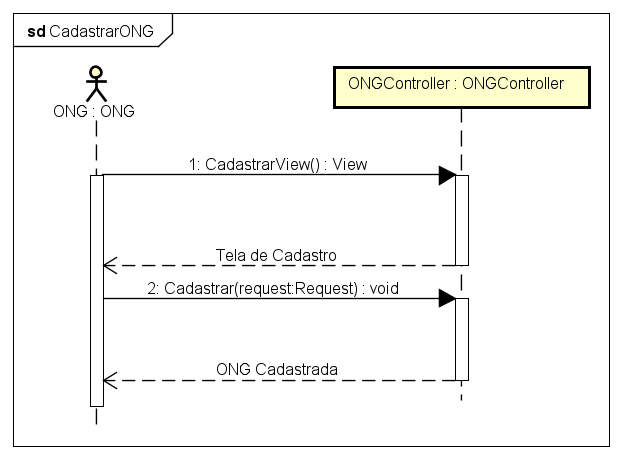 sd CadastrarONG
ONG : ONG
ONGController : ONGController
1: CadastrarView() : View
Tela de Cadastro
2: Cadastrar(request:Request) : void
ONG Cadastrada